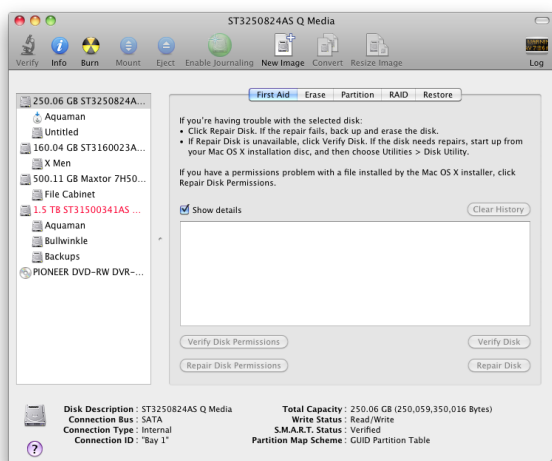 ST3250824AS Q Media
Verify Info Burn Mount Eject Enable Journaling New Image Convert Resize Image Log
250.06 GB ST3250824A...
Aquaman
Untitled
160.04 GB ST3160023A...
X Men
500.11 GB Maxtor 7H50...
File Cabinet
1.5 TB ST31500341AS ...
Aquaman
Bullwinkle
Backups
PIONEER DVD-RW DVR-...
First Aid Erase Partition RAID Restore
If you're having trouble with the selected disk:
• Click Repair Disk. If the repair fails, back up and erase the disk.
• If Repair Disk is unavailable, click Verify Disk. If the disk needs repairs, start up from
your Mac OS X installation disc, and then choose Utilities > Disk Utility.
If you have a permissions problem with a file installed by the Mac OS X installer, click
Repair Disk Permissions.
Show details Clear History
Verify Disk Permissions Verify Disk
Repair Disk Permissions Repair Disk
Disk Description : ST3250824AS Q Media Total Capacity : 250.06 GB (250,059,350,016 Bytes)
Connection Bus : SATA Write Status : Read/Write
Connection Type : Internal S.M.A.R.T. Status : Verified
Connection ID : "Bay 1" Partition Map Scheme : GUID Partition Table
?